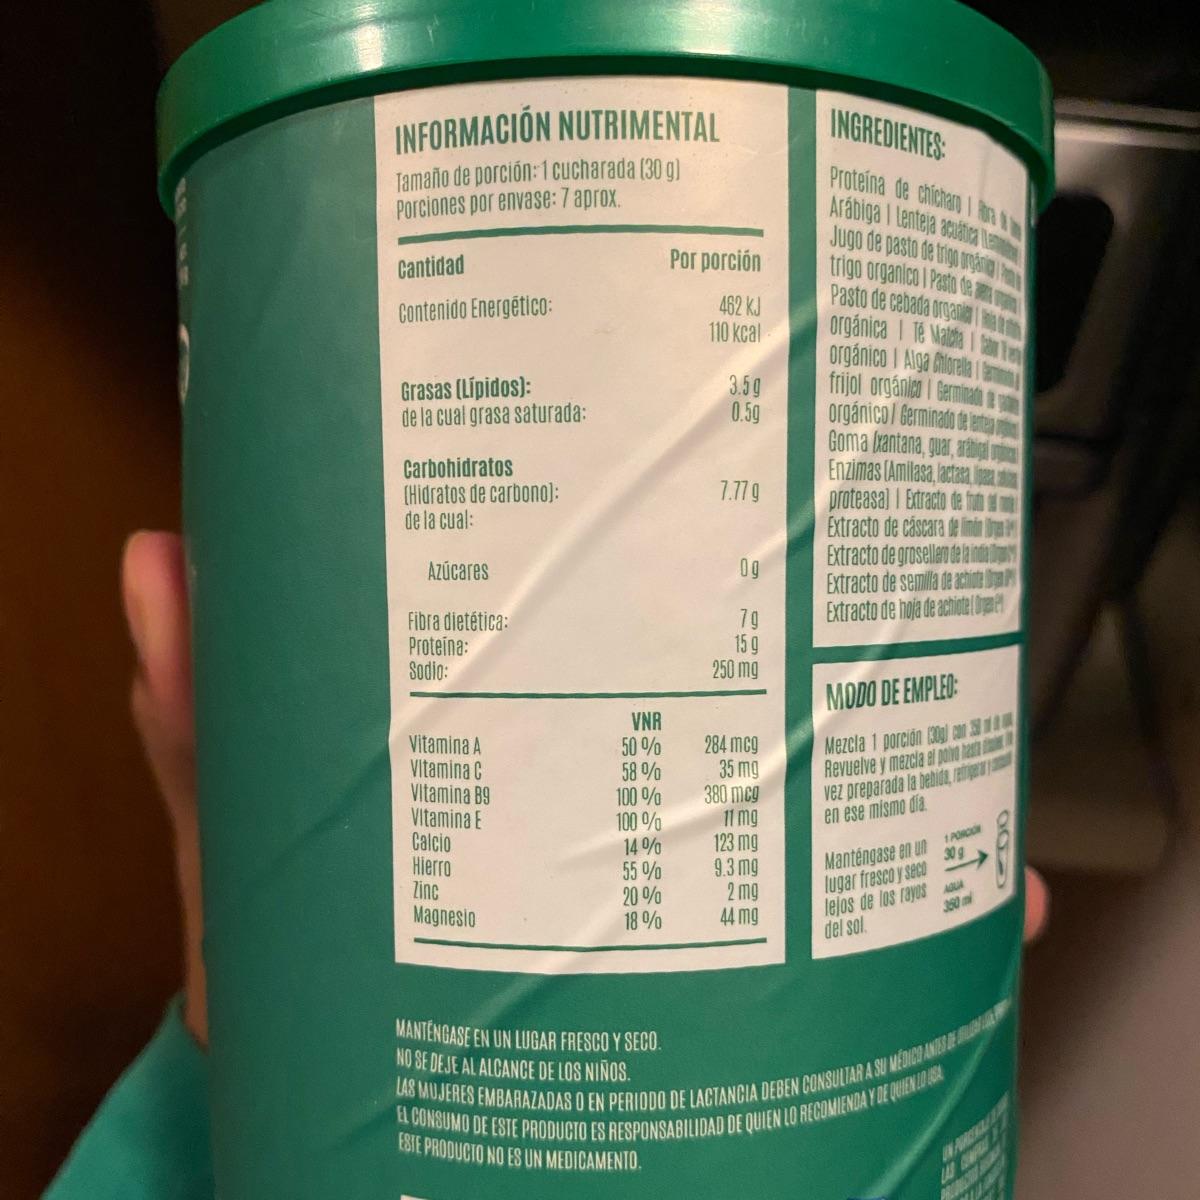 INFORMACIÓN NUTRIMENTAL
Tamaño de porción: 1 cucharada (30 g)
Porciones por envase: 7 aprox.
Cantidad Por porción
Contenido Energético: 462 kJ
110 kcal
Grasas (Lípidos): 3.5 g
de la cual grasa saturada: 0.5g
Carbohidratos
(Hidratos de carbono): 7.77 g
de la cual:
Azúcares 0 g
Fibra dietética: 7 g
Proteína: 15 g
Sodio: 250 mg
VNR
Vitamina A 50 % 284 mcg
Vitamina C 58 % 35 mg
Vitamina B9 100 % 380 mcg
Vitamina E 100 % 11 mg
Calcio 14 % 123 mg
Hierro 55 % 9.3 mg
Zinc 20 % 2 mg
Magnesio 18 % 44 mg
INGREDIENTES:
Proteína de chícharo |
Arábiga | Lenteja acuática
Jugo de pasto de trigo orgánico
trigo organico | Pasto de
Pasto de cebada organico
orgánica | Té Matcha |
orgánico | Alga Chlorella |
frijol orgánico | Germinado de
orgánico/ Germinado de lenteja
Goma (xantana, guar, arábiga)
Enzimas (Amilasa, lactasa, lipasa,
proteasa) | Extracto de fruto del
Extracto de cáscara de limón
Extracto de grosellero de la india
Extracto de semilla de achiote
Extracto de hoja de achiote
MODO DE EMPLEO:
Mezcla 1 porción (30g) con 350 ml de
Revuelve y mezcla el polvo hasta
vez preparada la bebida, refrigerar y
en ese mismo día.
Manténgase en un
lugar fresco y seco
lejos de los rayos
del sol.
1 PORCIÓN
30 g
AGUA
350 ml
MANTÉNGASE EN UN LUGAR FRESCO Y SECO.
NO SE DEJE AL ALCANCE DE LOS NIÑOS.
LAS MUJERES EMBARAZADAS O EN PERIODO DE LACTANCIA DEBEN CONSULTAR A SU MÉDICO ANTES DE
EL CONSUMO DE ESTE PRODUCTO ES RESPONSABILIDAD DE QUIEN LO RECOMIENDA Y DE QUIEN LO USA.
ESTE PRODUCTO NO ES UN MEDICAMENTO.